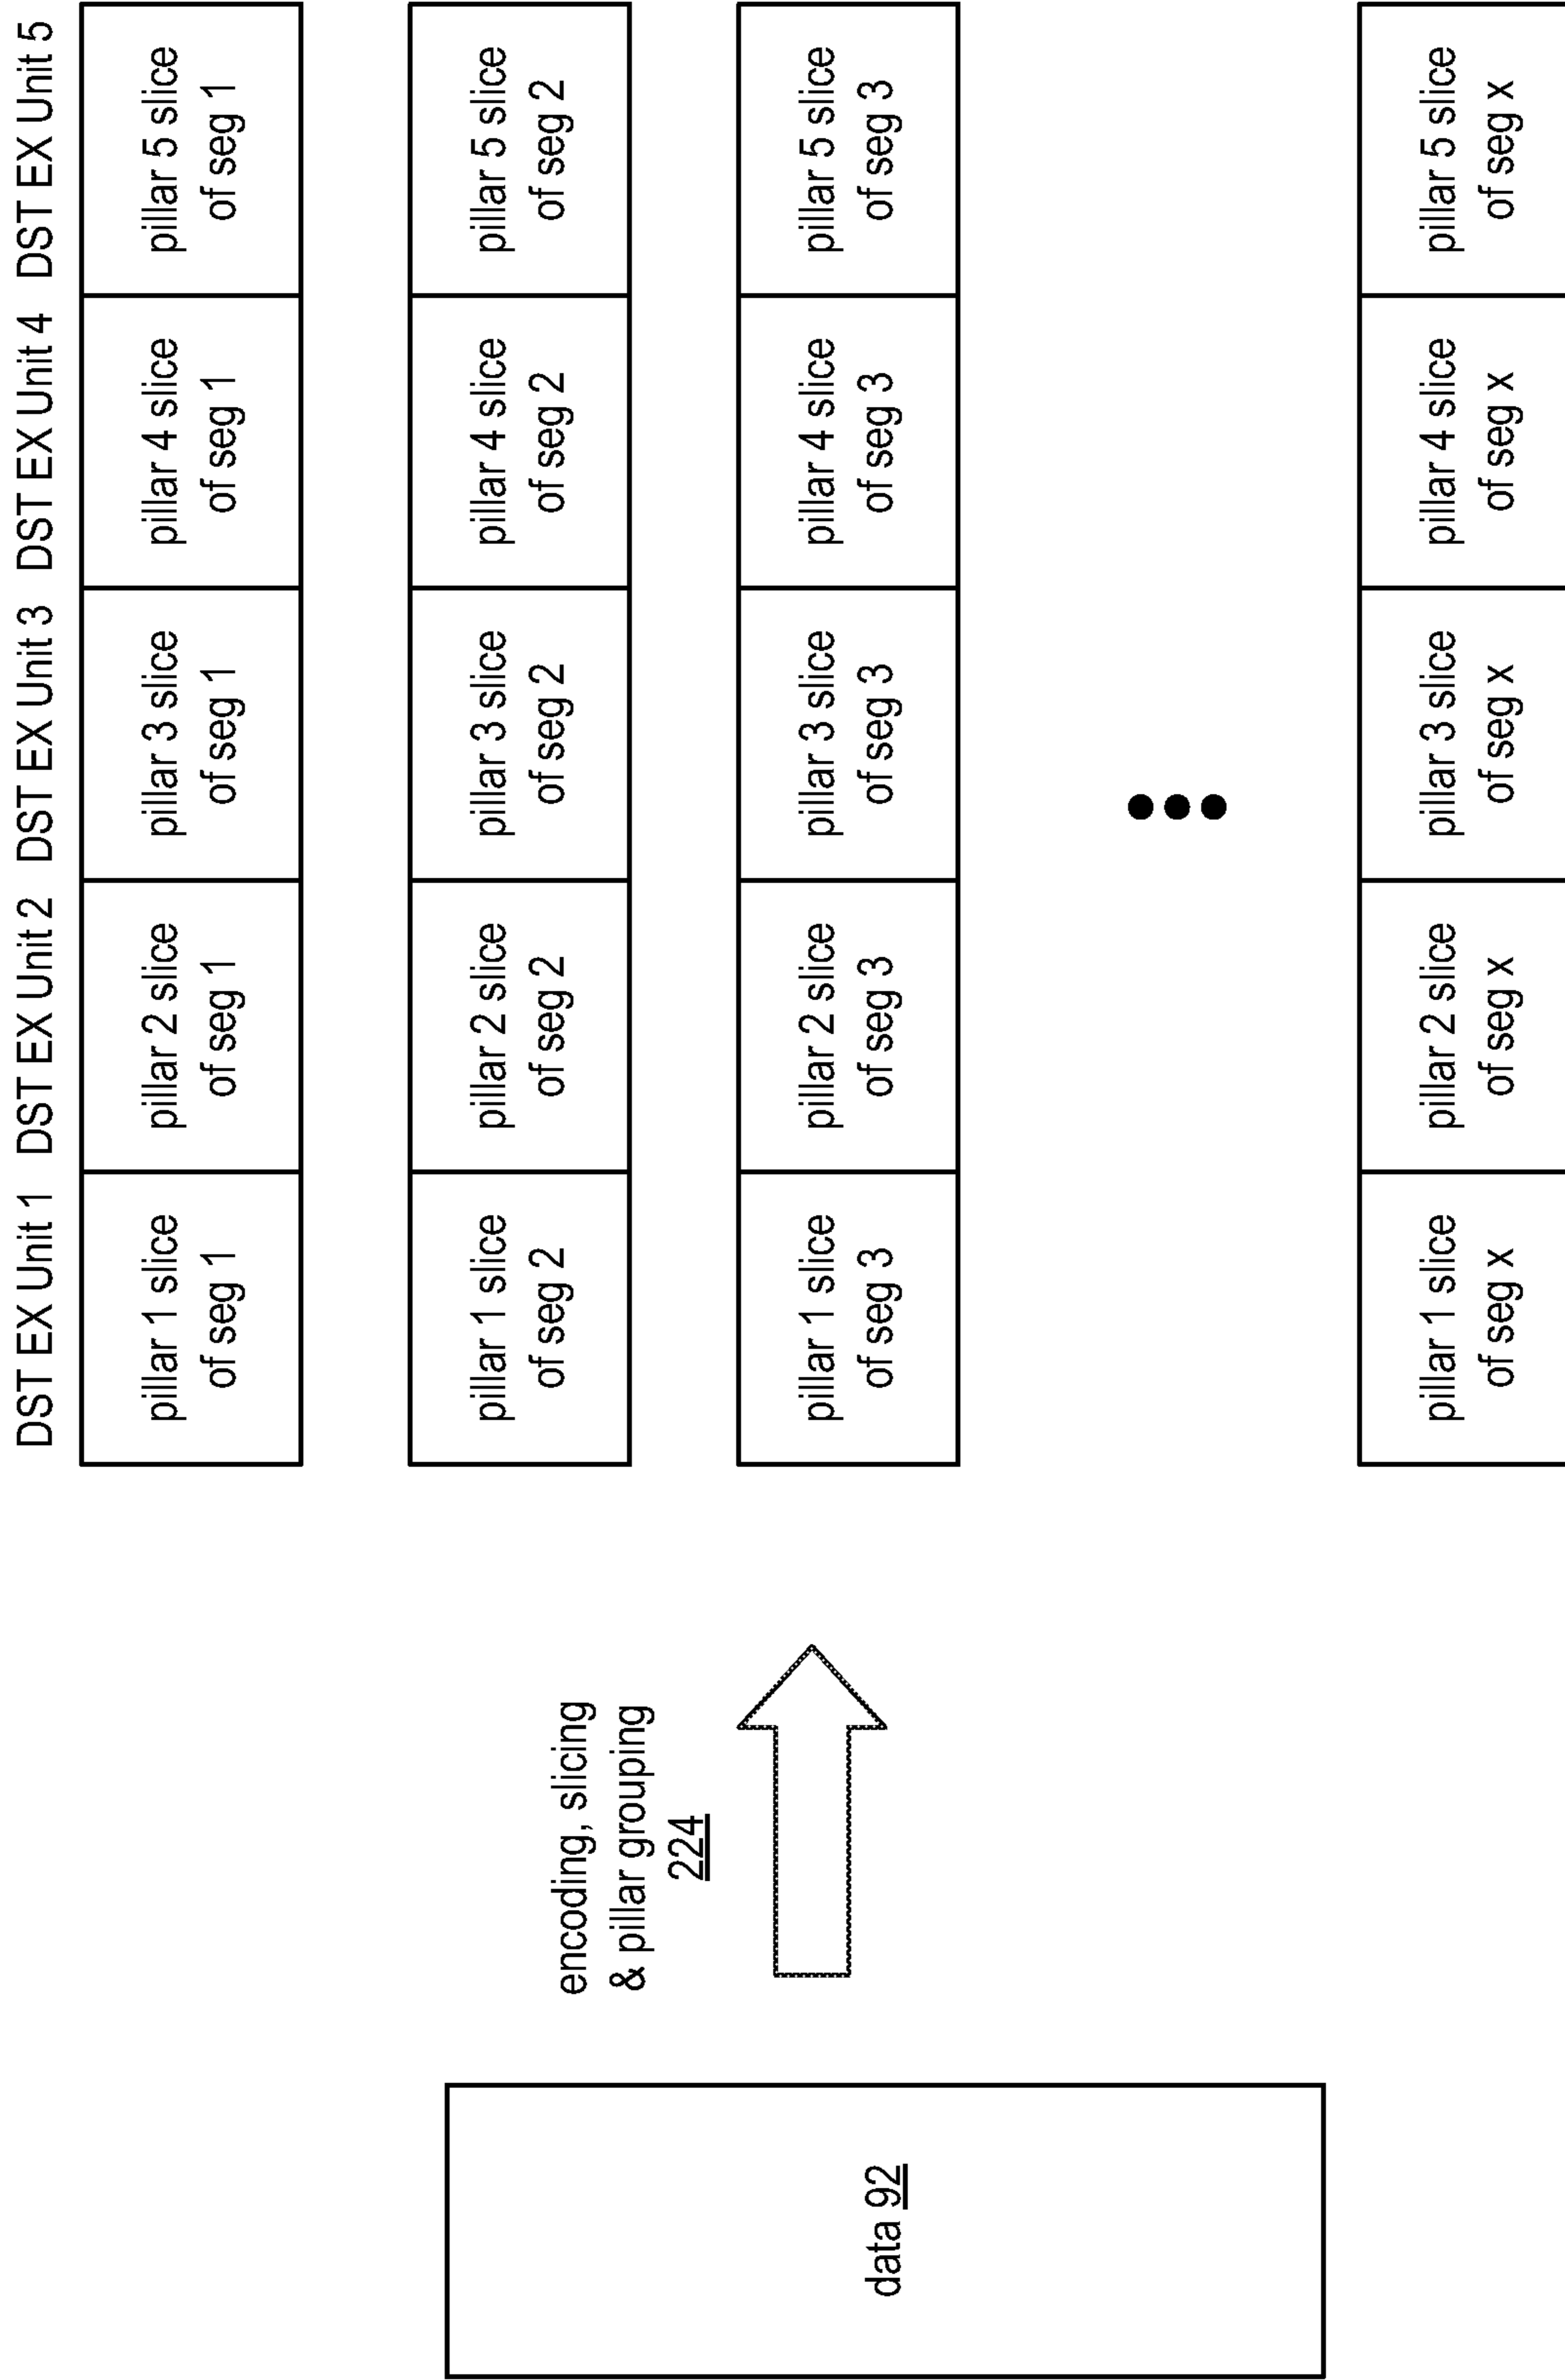 DST EX Unit 1 DST EX Unit 2 DST EX Unit 3 DST EX Unit 4 DST EX Unit 5
pillar 1 slice
of seg 1
pillar 2 slice
of seg 1
pillar 3 slice
of seg 1
pillar 4 slice
of seg 1
pillar 5 slice
of seg 1
pillar 1 slice
of seg 2
pillar 2 slice
of seg 2
pillar 3 slice
of seg 2
pillar 4 slice
of seg 2
pillar 5 slice
of seg 2
pillar 1 slice
of seg 3
pillar 2 slice
of seg 3
pillar 3 slice
of seg 3
pillar 4 slice
of seg 3
pillar 5 slice
of seg 3
pillar 1 slice
of seg x
pillar 2 slice
of seg x
pillar 3 slice
of seg x
pillar 4 slice
of seg x
pillar 5 slice
of seg x
encoding, slicing
& pillar grouping
224
data 92